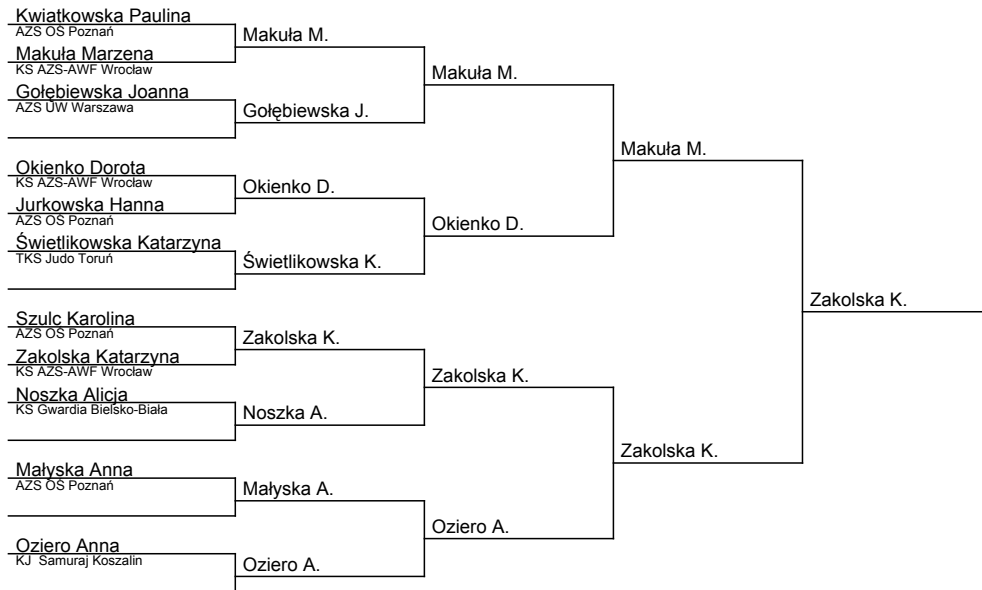 Kwiatkowska Paulina
AZS OŚ Poznań
Makuła M.
Makuła Marzena
KS AZS-AWF Wrocław
Makuła M.
Gołębiewska Joanna
AZS UW Warszawa
Gołębiewska J.
Makuła M.
Okienko Dorota
KS AZS-AWF Wrocław
Okienko D.
Jurkowska Hanna
AZS OŚ Poznań
Okienko D.
Świetlikowska Katarzyna
TKS Judo Toruń
Świetlikowska K.
Zakolska K.
Szulc Karolina
AZS OŚ Poznań
Zakolska K.
Zakolska Katarzyna
KS AZS-AWF Wrocław
Zakolska K.
Noszka Alicja
KS Gwardia Bielsko-Biała
Noszka A.
Zakolska K.
Małyska Anna
AZS OŚ Poznań
Małyska A.
Oziero A.
Oziero Anna
KJ  Samuraj Koszalin
Oziero A.